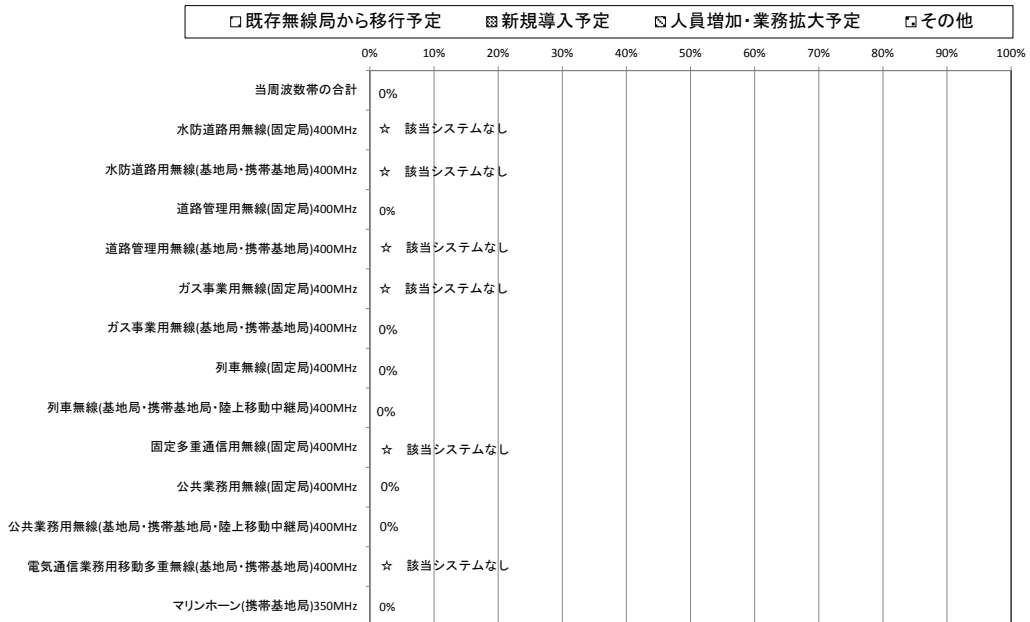 既存無線局から移行予定 新規導入予定 人員増加・業務拡大予定 その他
0% 10% 20% 30% 40% 50% 60% 70% 80% 90% 100%
当周波数帯の合計 0%
水防道路用無線(固定局)400MHz ☆ 該当システムなし
水防道路用無線(基地局・携帯基地局)400MHz ☆ 該当システムなし
道路管理用無線(固定局)400MHz 0%
道路管理用無線(基地局・携帯基地局)400MHz ☆ 該当システムなし
ガス事業用無線(固定局)400MHz ☆ 該当システムなし
ガス事業用無線(基地局・携帯基地局)400MHz 0%
列車無線(固定局)400MHz 0%
列車無線(基地局・携帯基地局・陸上移動中継局)400MHz 0%
固定多重通信用無線(固定局)400MHz ☆ 該当システムなし
公共業務用無線(固定局)400MHz 0%
公共業務用無線(基地局・携帯基地局・陸上移動中継局)400MHz 0%
電気通信業務用移動多重無線(基地局・携帯基地局)400MHz ☆ 該当システムなし
マリンホーン(携帯基地局)350MHz 0%